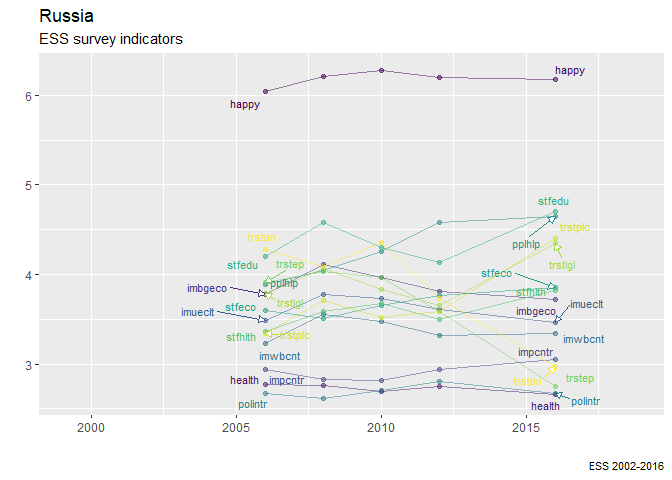 Russia
ESS survey indicators
happy
happy
6
5
stfedu
trstplc
pplhlp
trstun
stfedu
trstep
trstlgl
4
stfeco
pplhlp
imbgeco
stfhlth
trstlgl
imueclt
stfeco
imbgeco
imueclt
stfhlth
trstplc
imwbcnt
imwbcnt
impcntr
3
health
impcntr
trstun
trstep
polintr
health
polintr
2000
2005
2010
2015
ESS 2002-2016